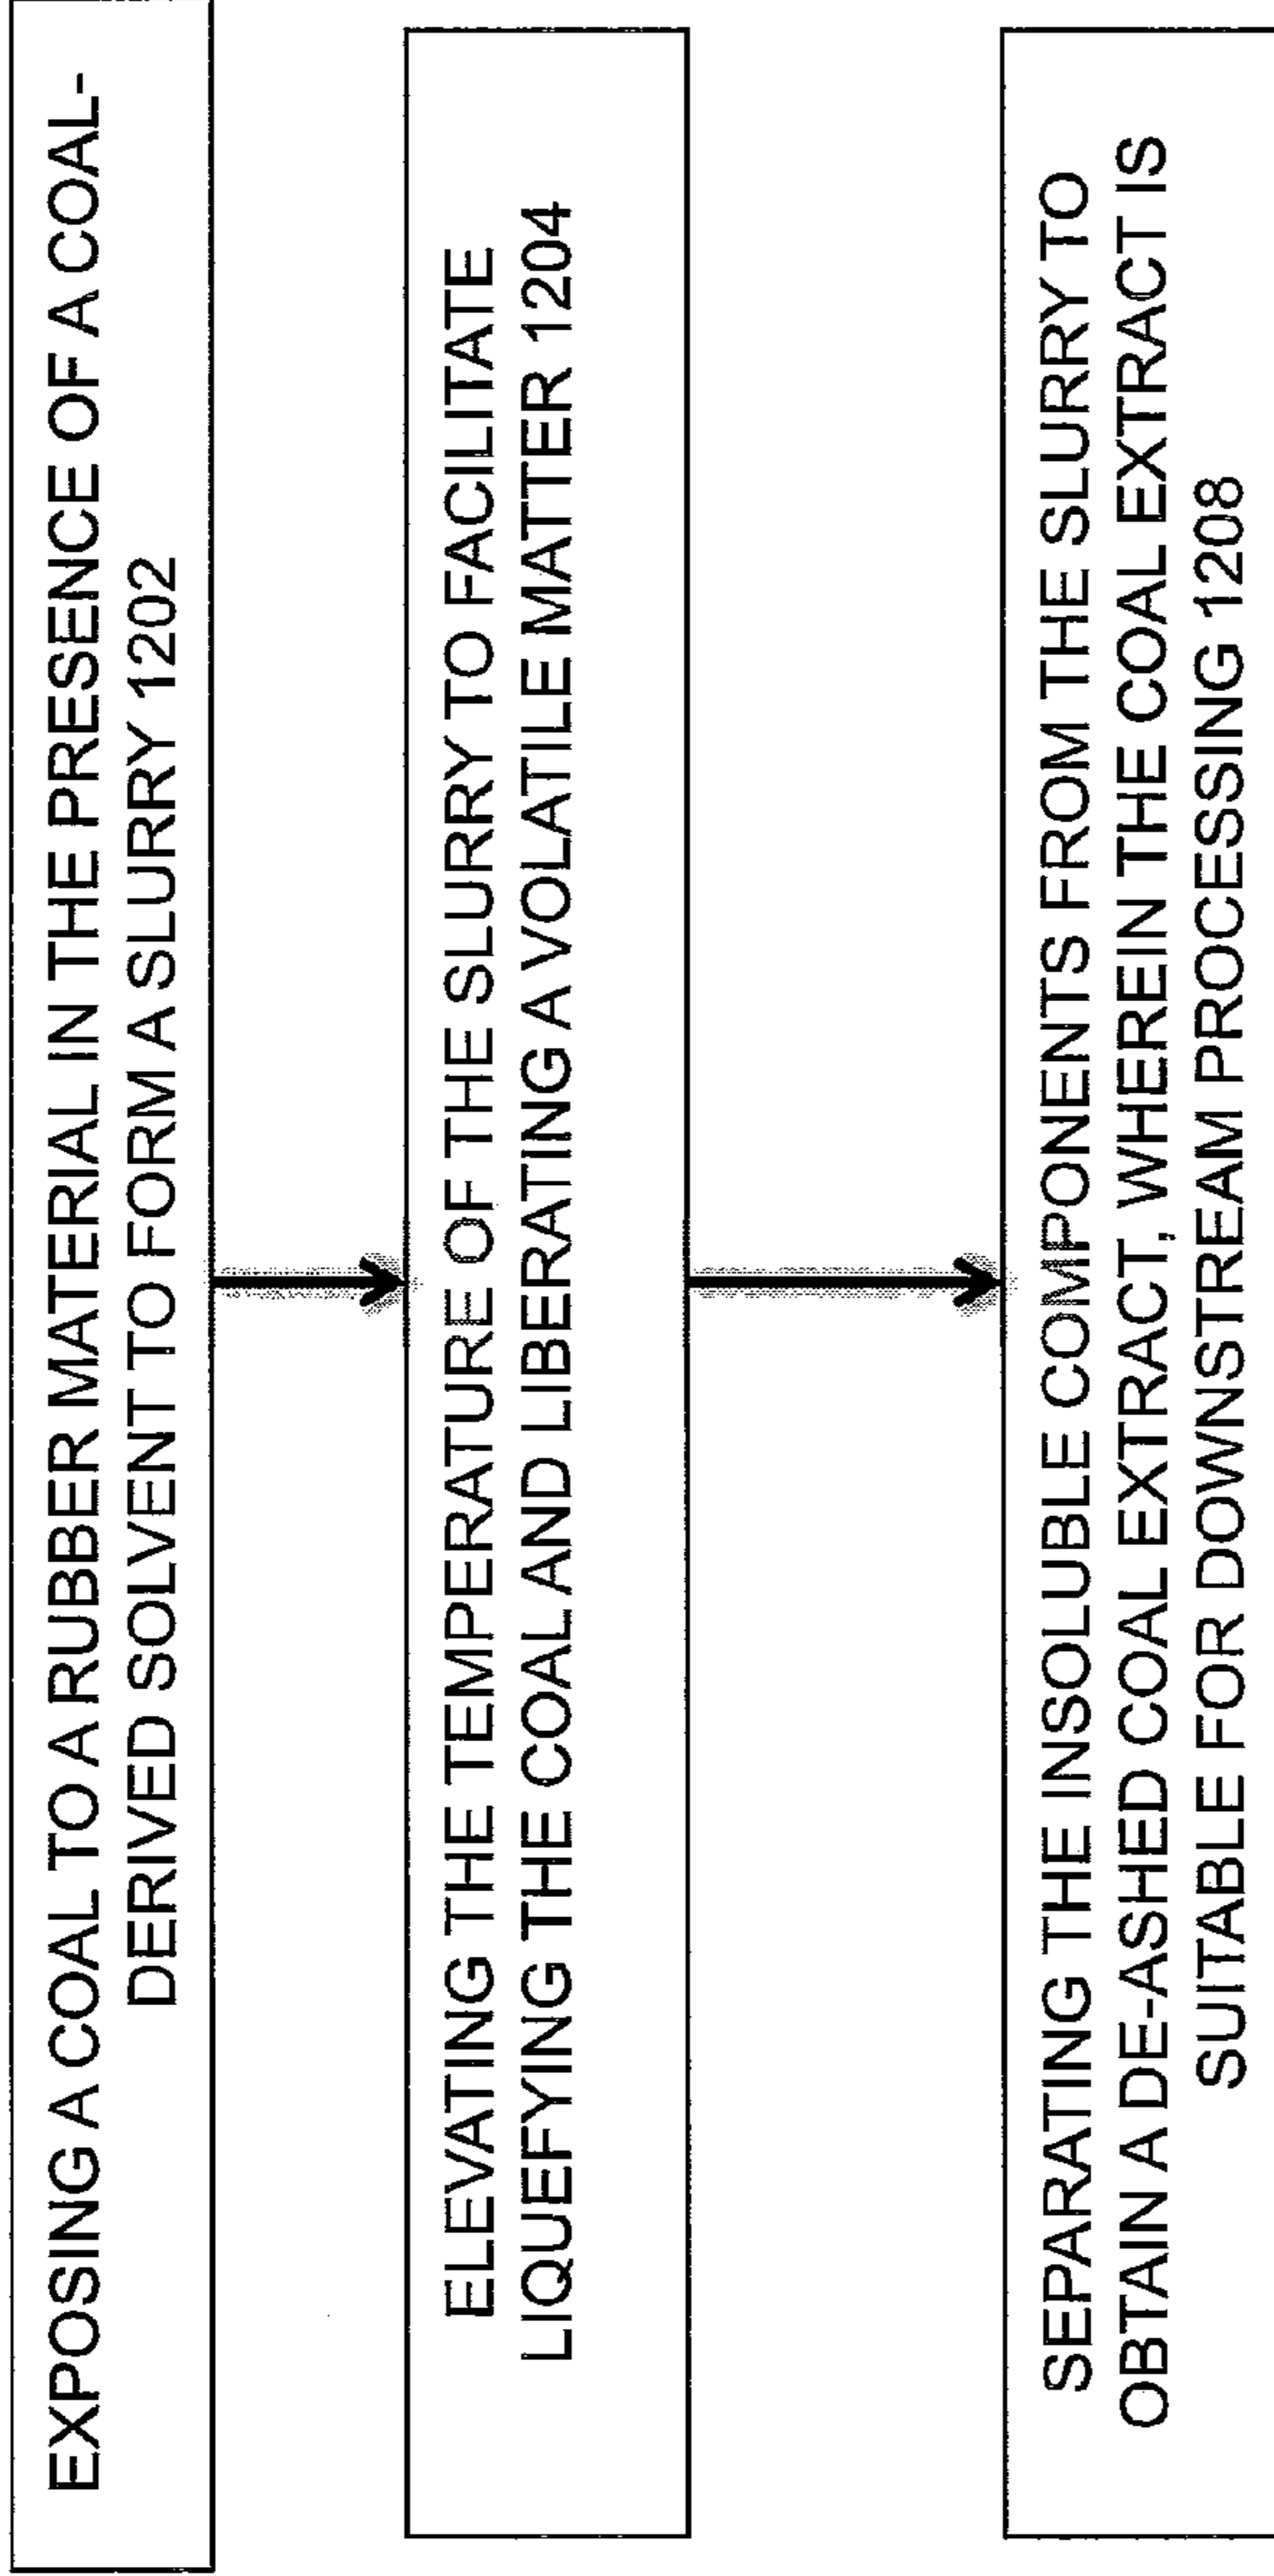 EXPOSING A COAL TO A RUBBER MATERIAL IN THE PRESENCE OF A COAL-
DERIVED SOLVENT TO FORM A SLURRY 1202
ELEVATING THE TEMPERATURE OF THE SLURRY TO FACILITATE
LIQUEFYING THE COAL AND LIBERATING A VOLATILE MATTER 1204
SEPARATING THE INSOLUBLE COMPONENTS FROM THE SLURRY TO
OBTAIN A DE-ASHED COAL EXTRACT, WHEREIN THE COAL EXTRACT IS
SUITABLE FOR DOWNSTREAM PROCESSING 1208